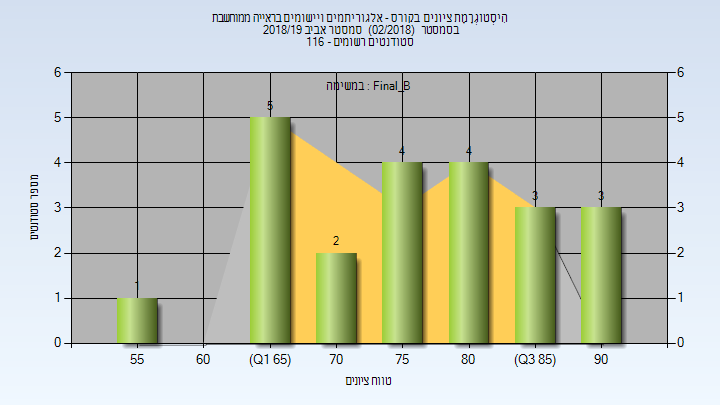 הִיסְטוֹגְרָמַת ציונים בקורס - אלגוריתמים ויישומים בראייה ממוחשבת
בסמסטר (02/2018) סמסטר אביב 2018/19
סטודנטים רשומים - 116
במשימה : Final_B
6 6
5 5
4 4
3 3
2 2
1 1
0 0
1 5 2 4 4 3 3
מספר סטודנטים
55 60 (Q1 65) 70 75 80 (Q3 85) 90
טווח ציונים